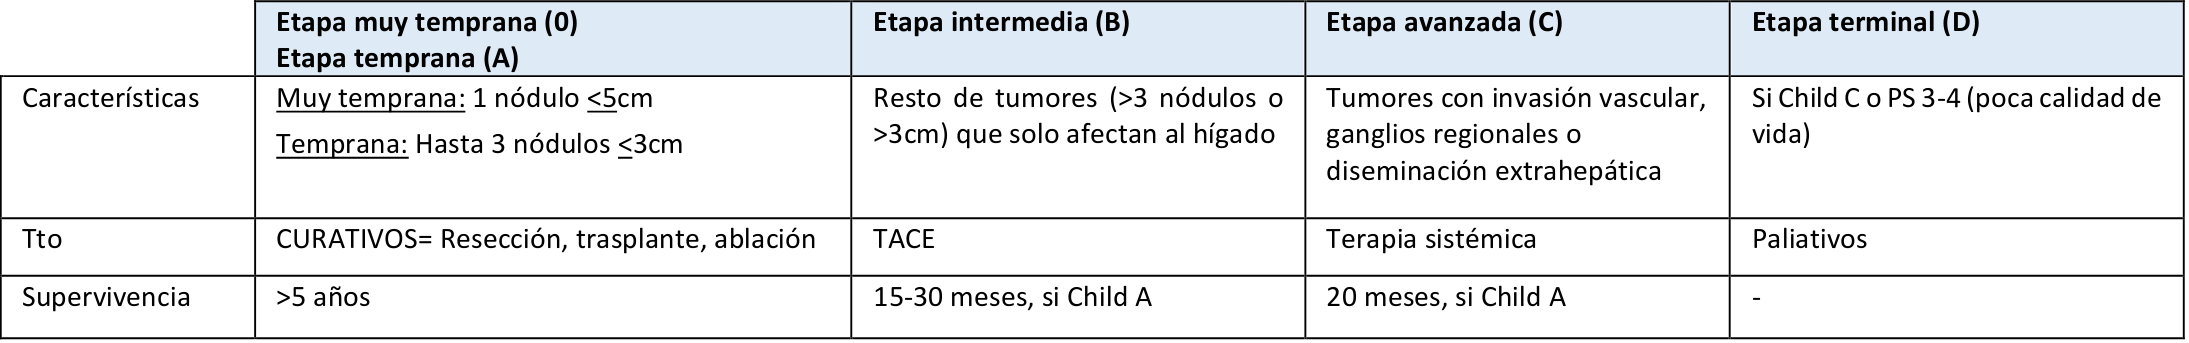 Etapa muy temprana (0)
Etapa temprana (A)
Etapa intermedia (B)
Etapa avanzada (C)
Etapa terminal (D)
Características
Muy temprana: 1 nódulo <5cm
Temprana: Hasta 3 nódulos <3cm
Resto de tumores (>3 nódulos o
>3cm) que solo afectan al hígado
Tumores con invasión vascular,
ganglios regionales o
diseminación extrahepática
Si Child C o PS 3-4 (poca calidad de
vida)
Tto
CURATIVOS= Resección, trasplante, ablación
TACE
Terapia sistémica
Paliativos
Supervivencia
>5 años
15-30 meses, si Child A
20 meses, si Child A
-